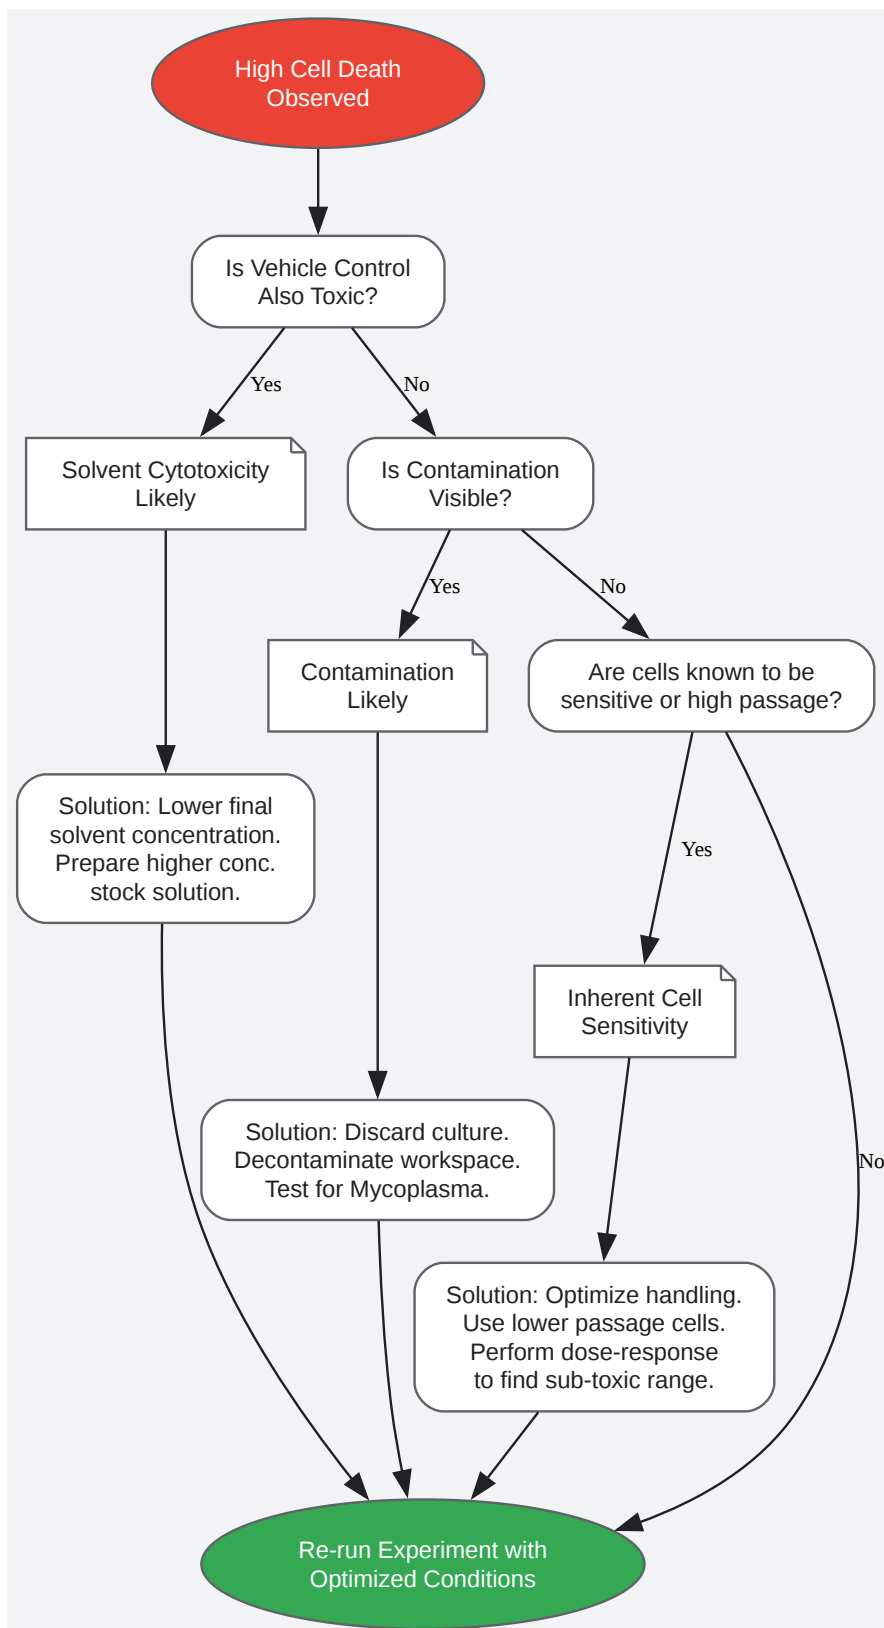 High Cell Death
Observed
Is Vehicle Control
Also Toxic?
Yes
No
Solvent Cytotoxicity
Likely
Is Contamination
Visible?
Yes
No
Contamination
Likely
Are cells known to be
sensitive or high passage?
Solution: Lower final
solvent concentration.
Prepare higher conc.
stock solution.
Yes
Inherent Cell
Sensitivity
Solution: Discard culture.
Decontaminate workspace.
Test for Mycoplasma.
No
Solution: Optimize handling.
Use lower passage cells.
Perform dose-response
to find sub-toxic range.
Re-run Experiment with
Optimized Conditions